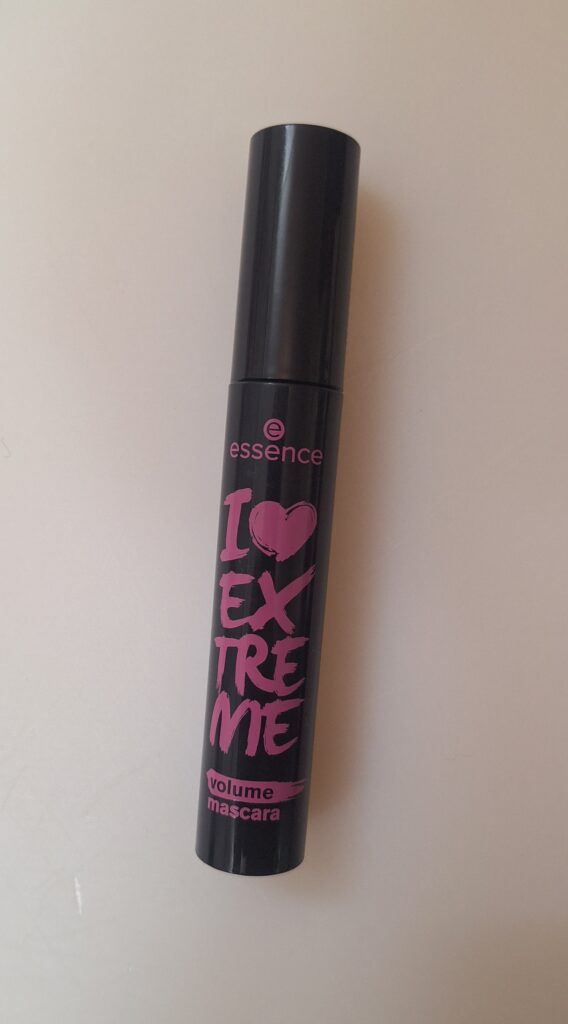 e
essence
I ♥
EX
TRE
ME
volume
mascara